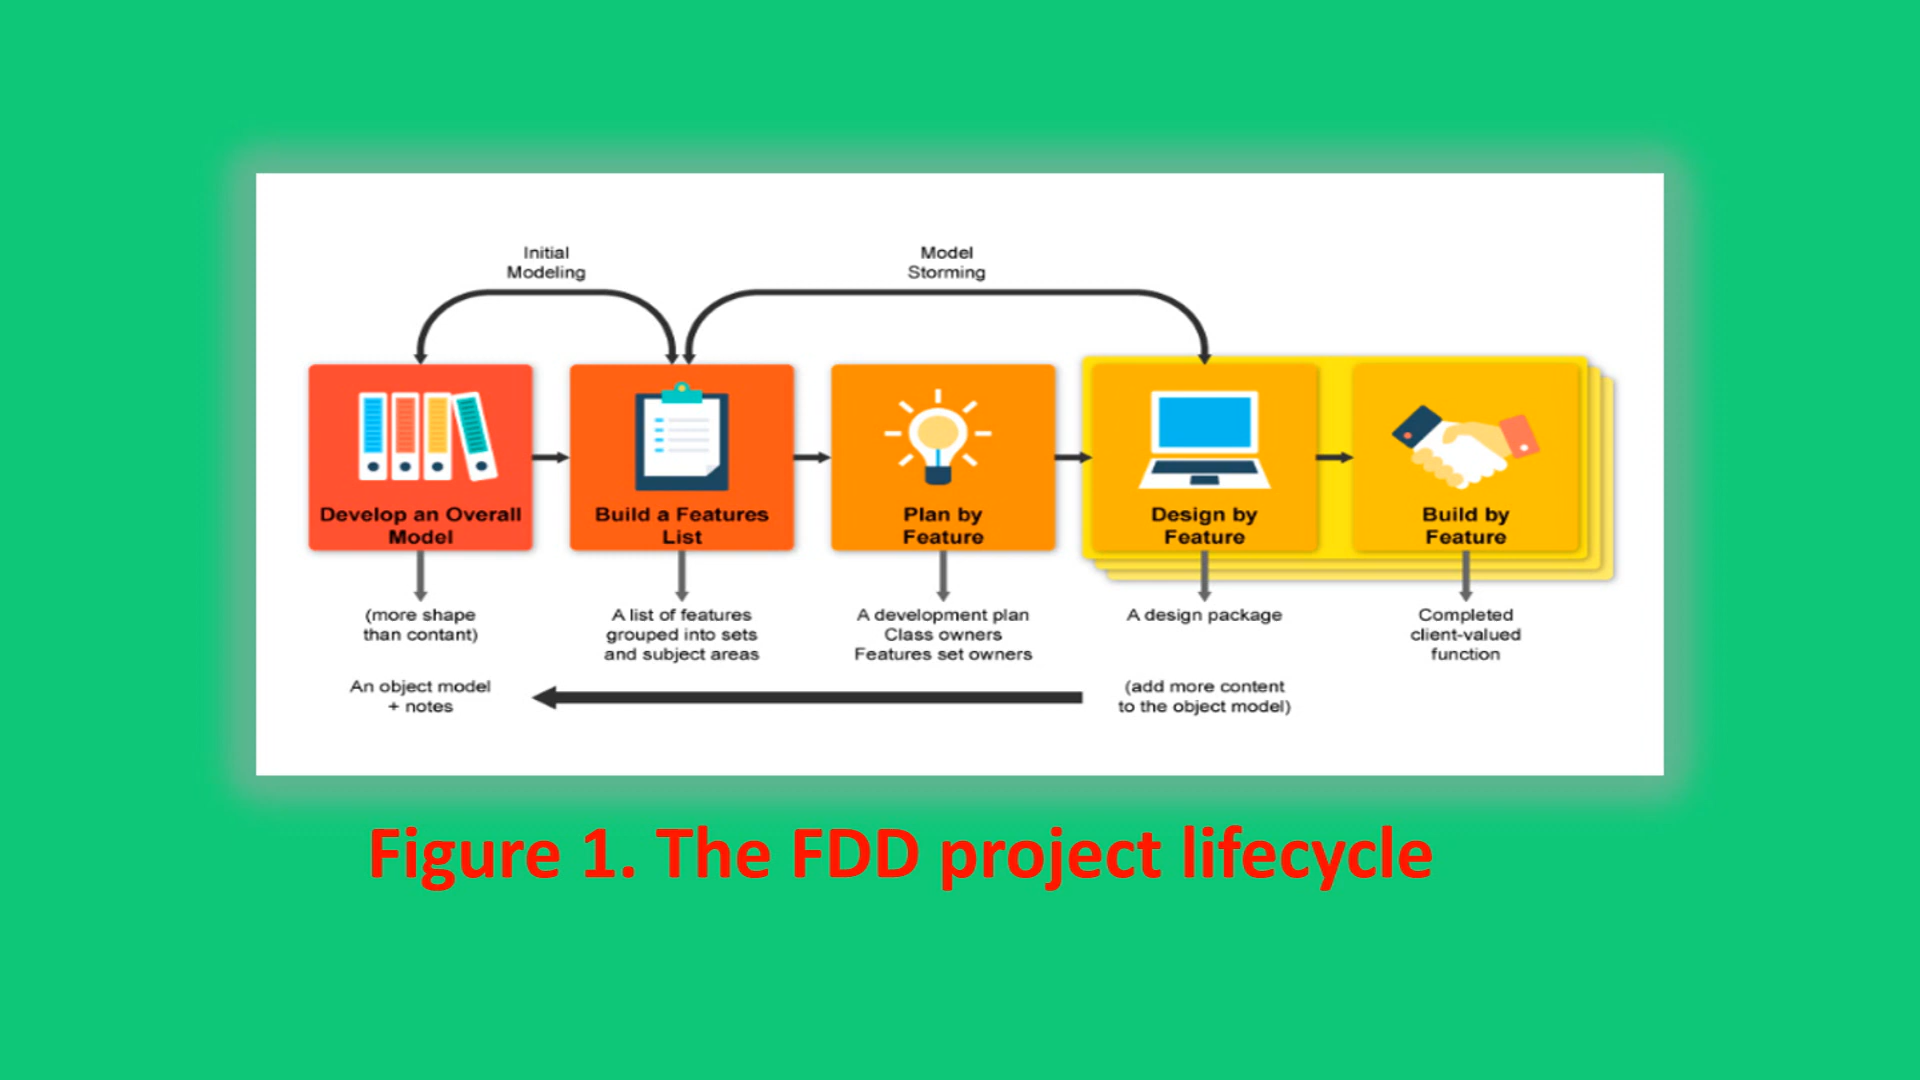 Initial
Modeling
Model
Storming
Develop an Overall
Model
Build a Features
List
Plan by
Feature
Design by
Feature
Build by
Feature
(more shape
than contant)
A list of features
grouped into sets
and subject areas
A development plan
Class owners
Features set owners
A design package
Completed
client-valued
function
An object model
+ notes
(add more content
to the object model)
Figure 1. The FDD project lifecycle